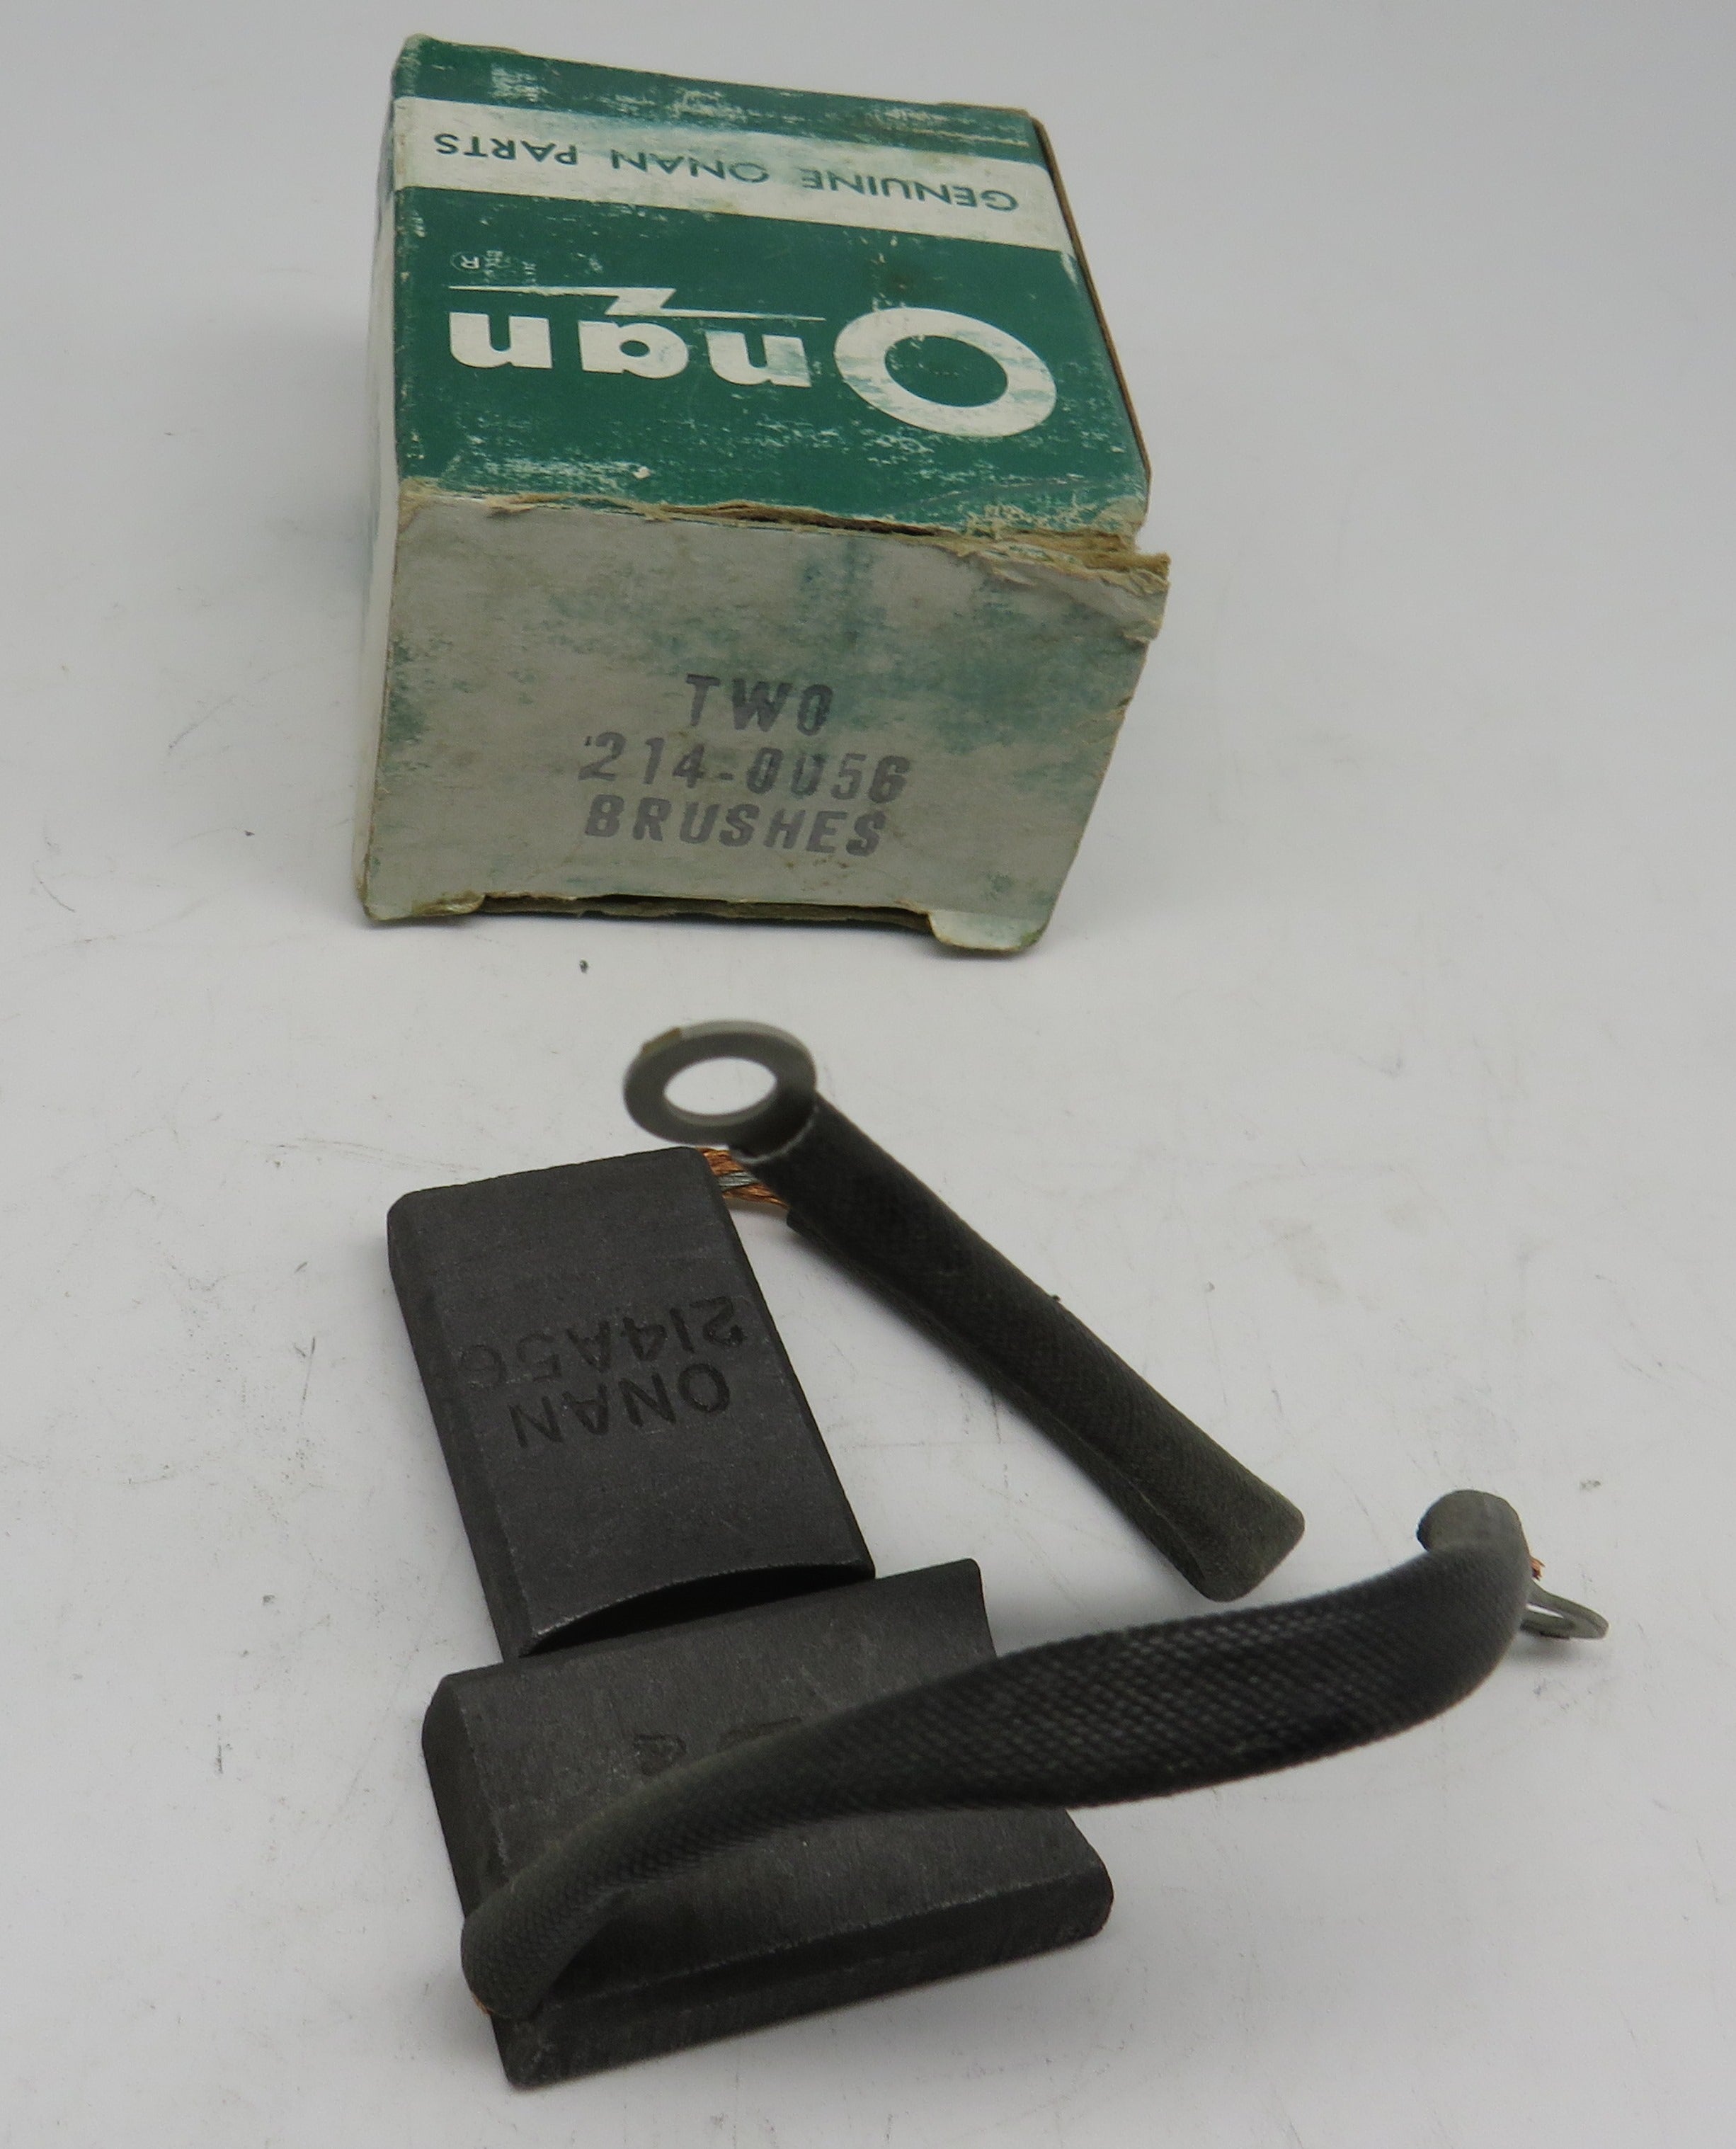 Onan
®
GENUINE ONAN PARTS
TWO
214-0056
BRUSHES
ONAN
214A56